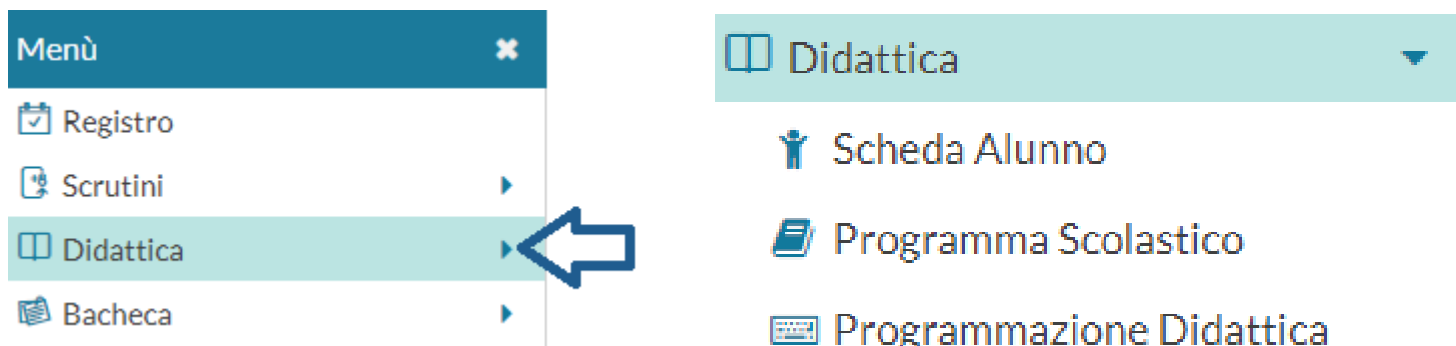 Menù
Registro
Scrutini
Didattica
Bacheca
Didattica
Scheda Alunno
Programma Scolastico
Programmazione Didattica